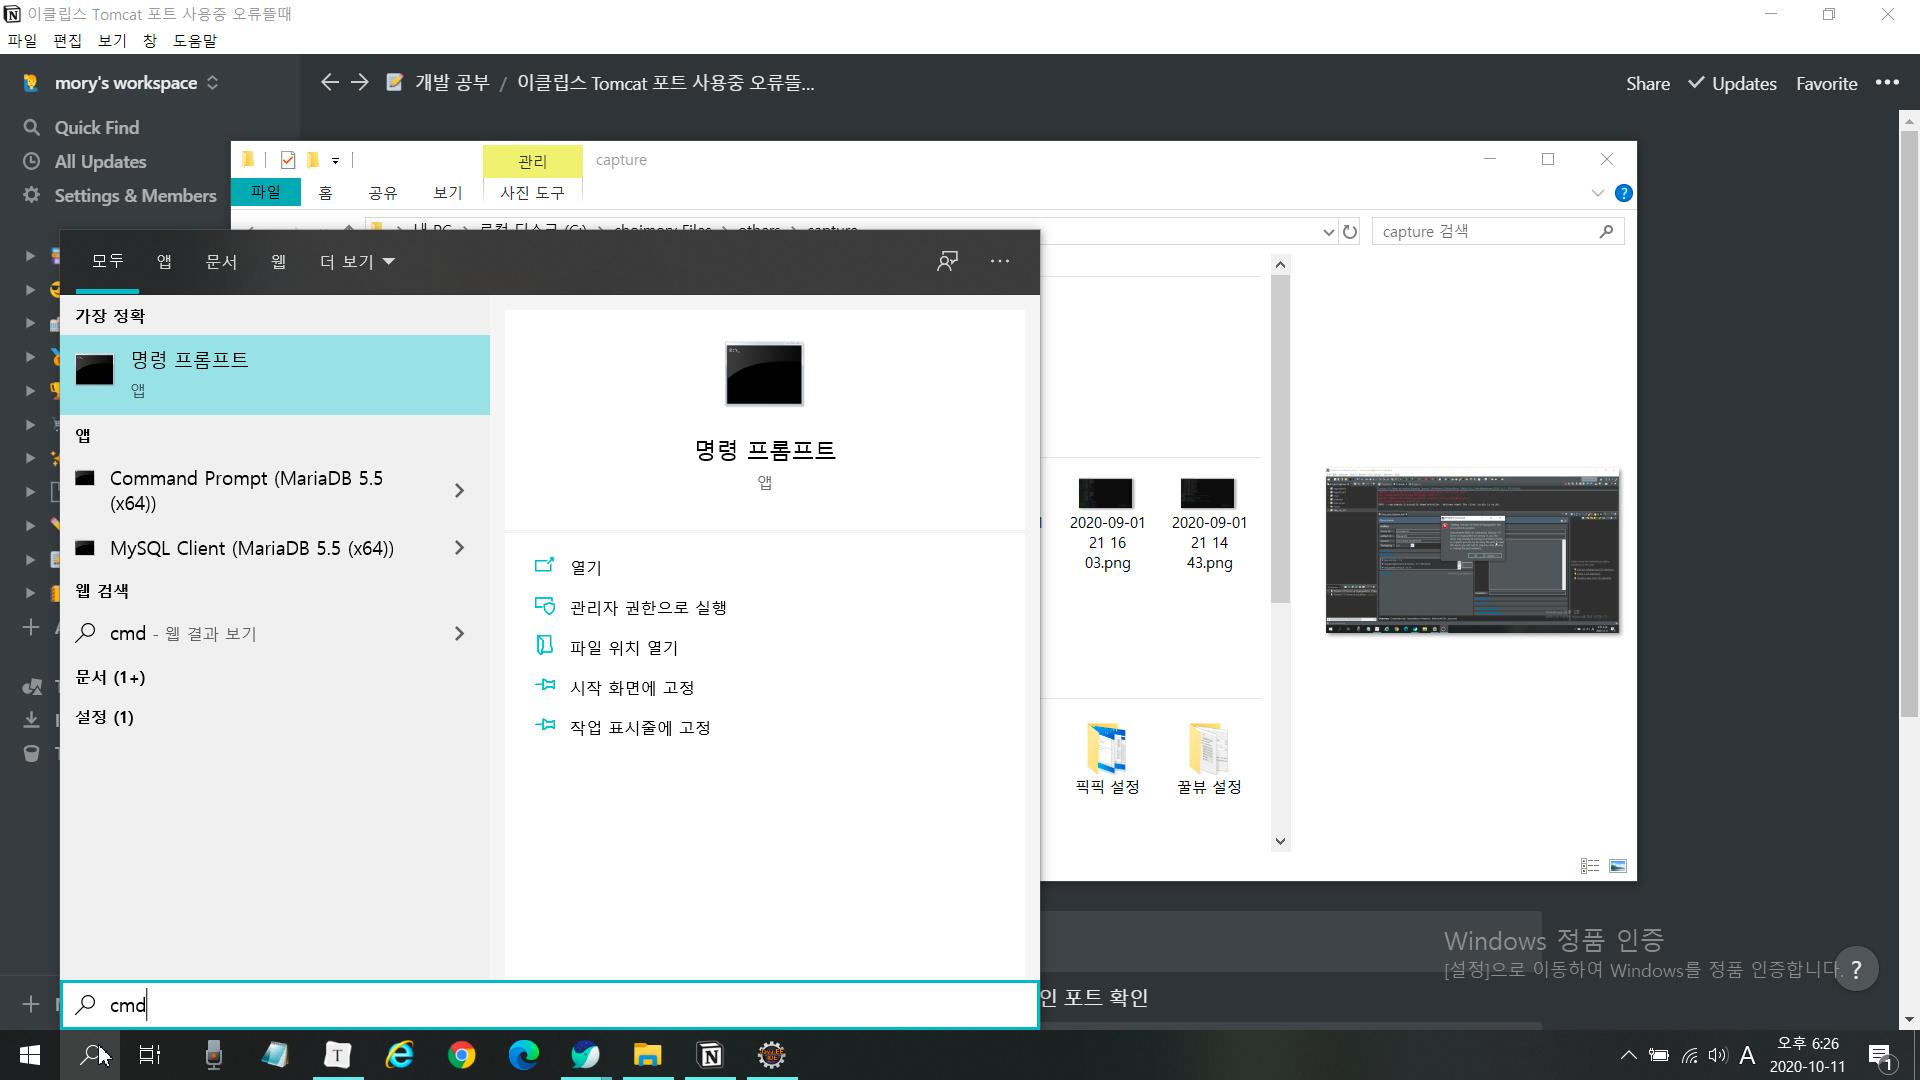 이클립스 Tomcat 포트 사용중 오류뜰때
파일 편집 보기 창 도움말
mory's workspace
개발 공부 / 이클립스 Tomcat 포트 사용중 오류뜰...
Share Updates Favorite
Quick Find
All Updates
Settings & Members
관리 capture
파일 홈 공유 보기 사진 도구
capture 검색
모두 앱 문서 웹 더 보기
가장 정확
명령 프롬프트
앱
앱
Command Prompt (MariaDB 5.5
(x64))
MySQL Client (MariaDB 5.5 (x64))
웹 검색
cmd - 웹 결과 보기
문서 (1+)
설정 (1)
명령 프롬프트
앱
열기
관리자 권한으로 실행
파일 위치 열기
시작 화면에 고정
작업 표시줄에 고정
2020-09-01
21 16
03.png
2020-09-01
21 14
43.png
픽픽 설정
꿀뷰 설정
Windows 정품 인증
[설정]으로 이동하여 Windows를 정품 인증합니다.
인 포트 확인
cmd
A
오후 6:26
2020-10-11
1